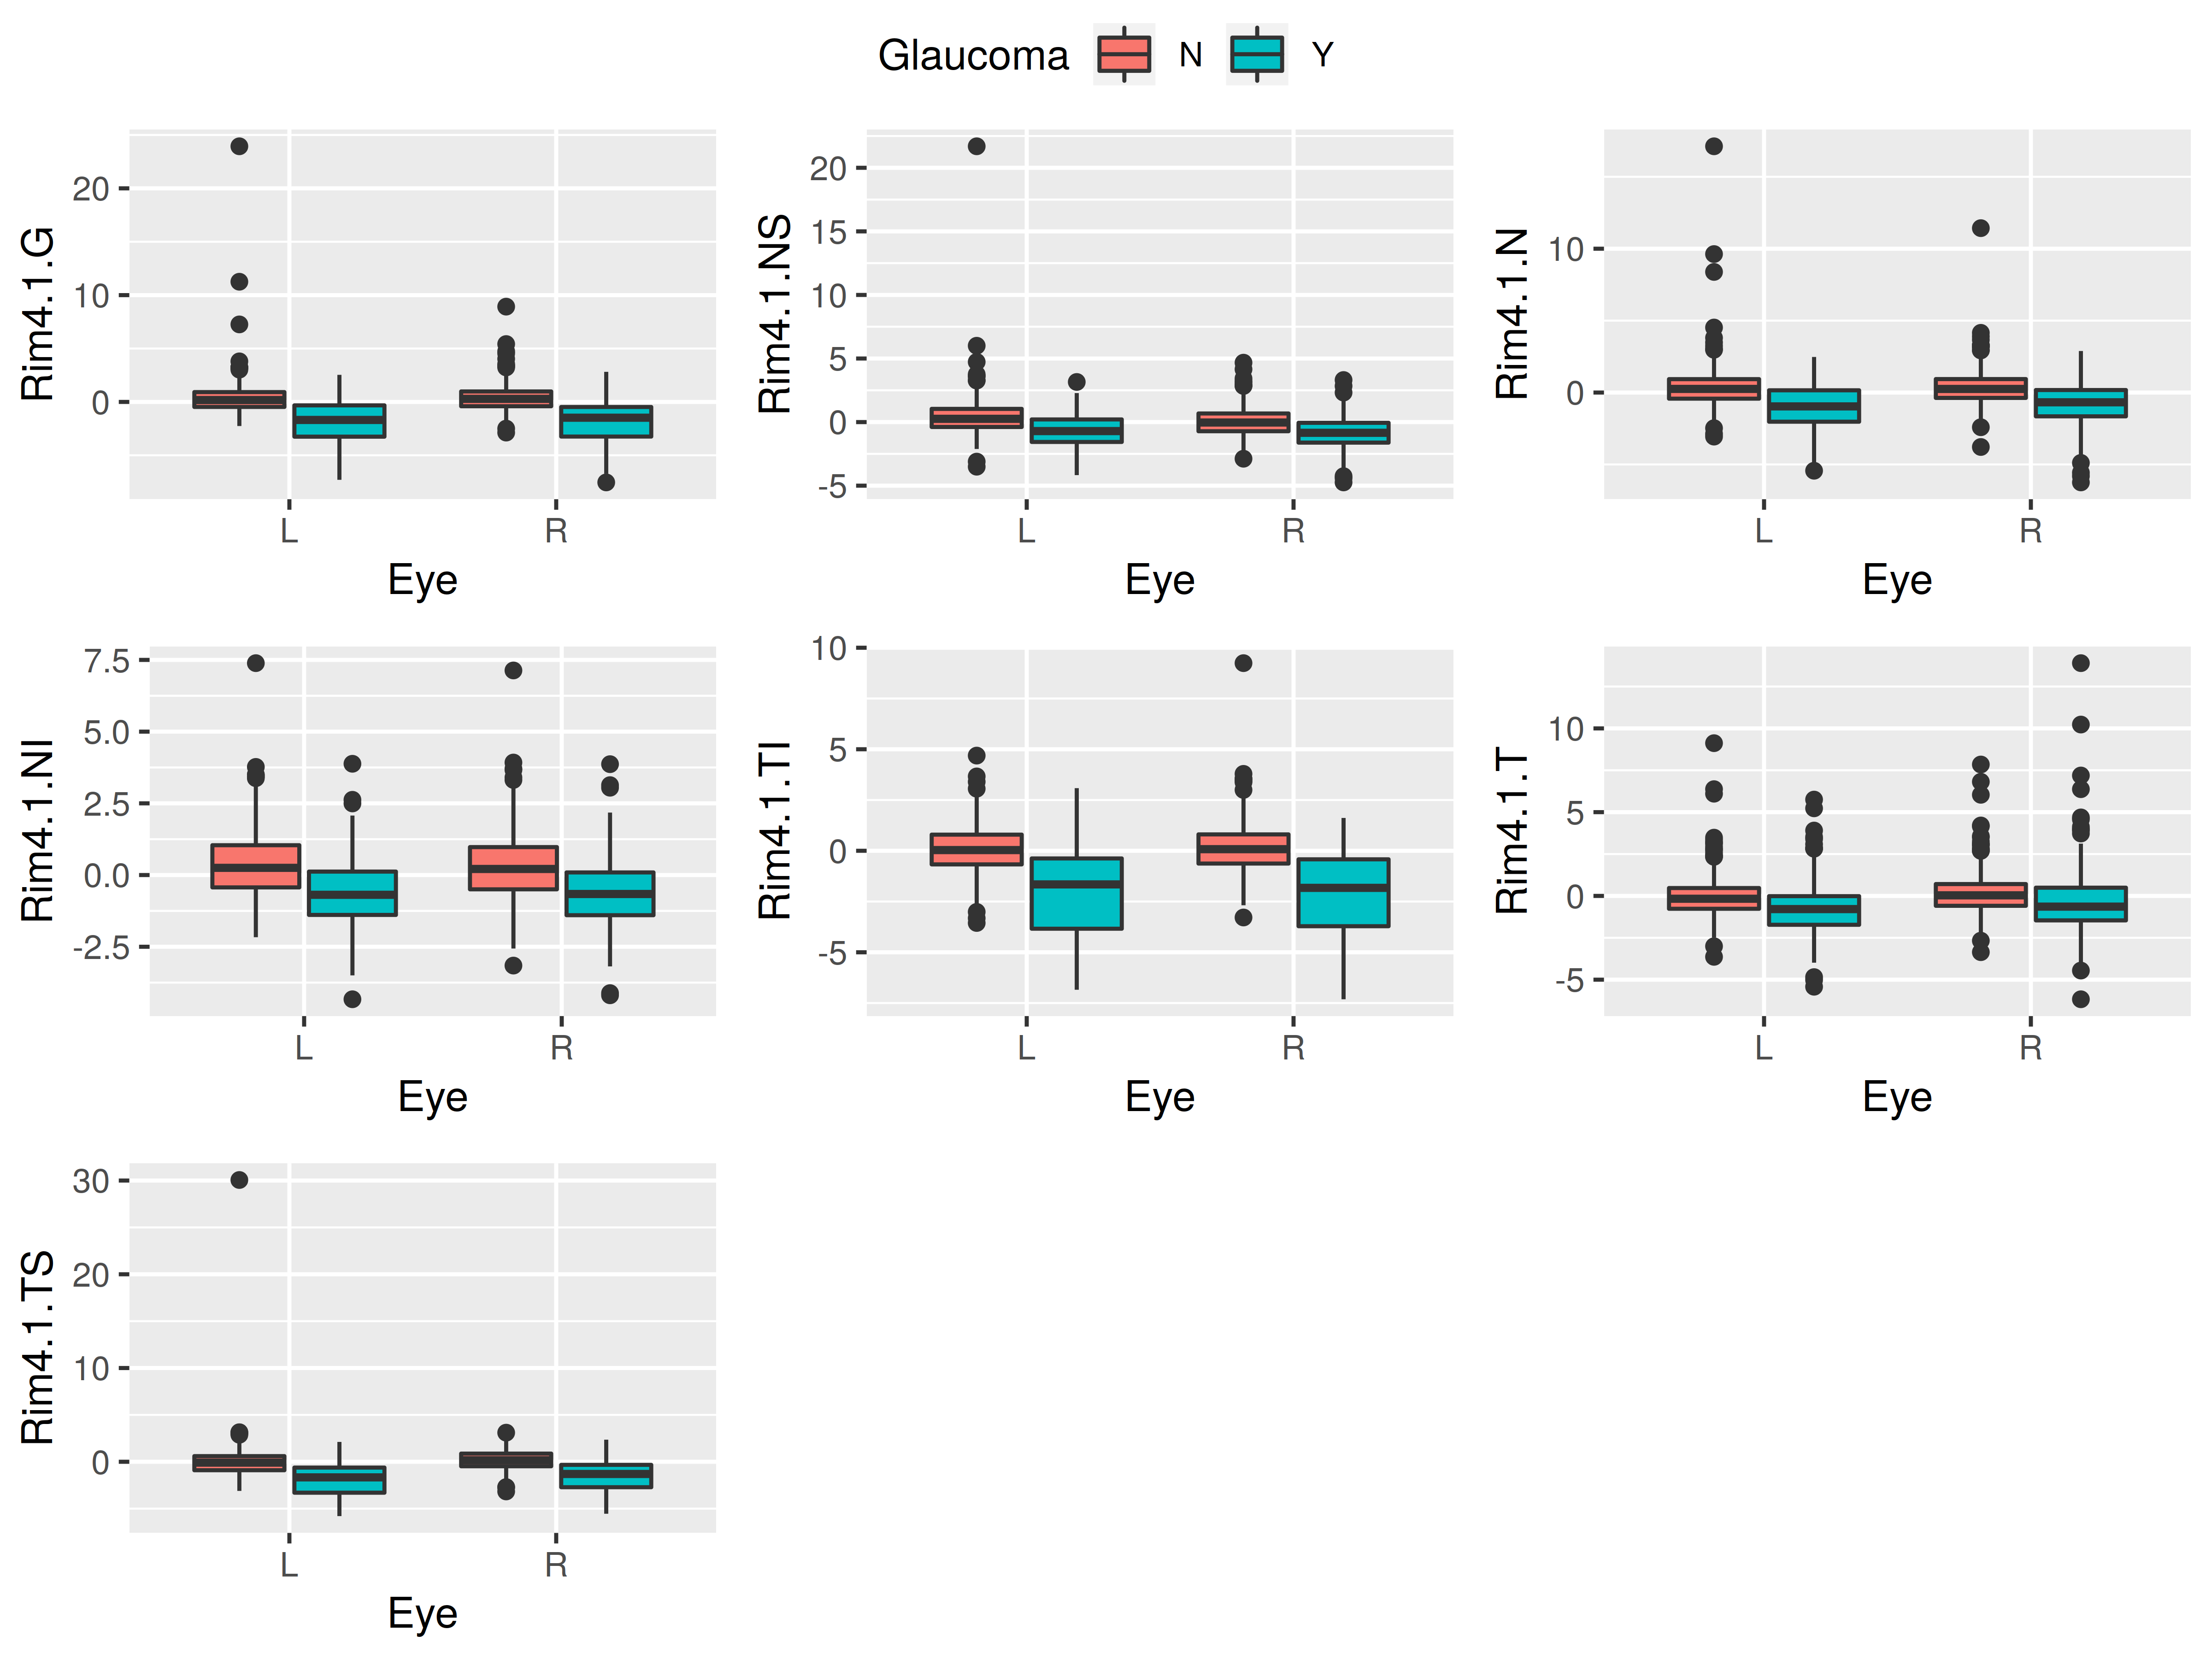 Glaucoma N Y
Rim4.1.G
20
10
0
L R
Eye
Rim4.1.NS
20
15
10
5
0
-5
L R
Eye
Rim4.1.N
10
0
L R
Eye
Rim4.1.NI
7.5
5.0
2.5
0.0
-2.5
L R
Eye
Rim4.1.TI
10
5
0
-5
L R
Eye
Rim4.1.T
10
5
0
-5
L R
Eye
Rim4.1.TS
30
20
10
0
L R
Eye